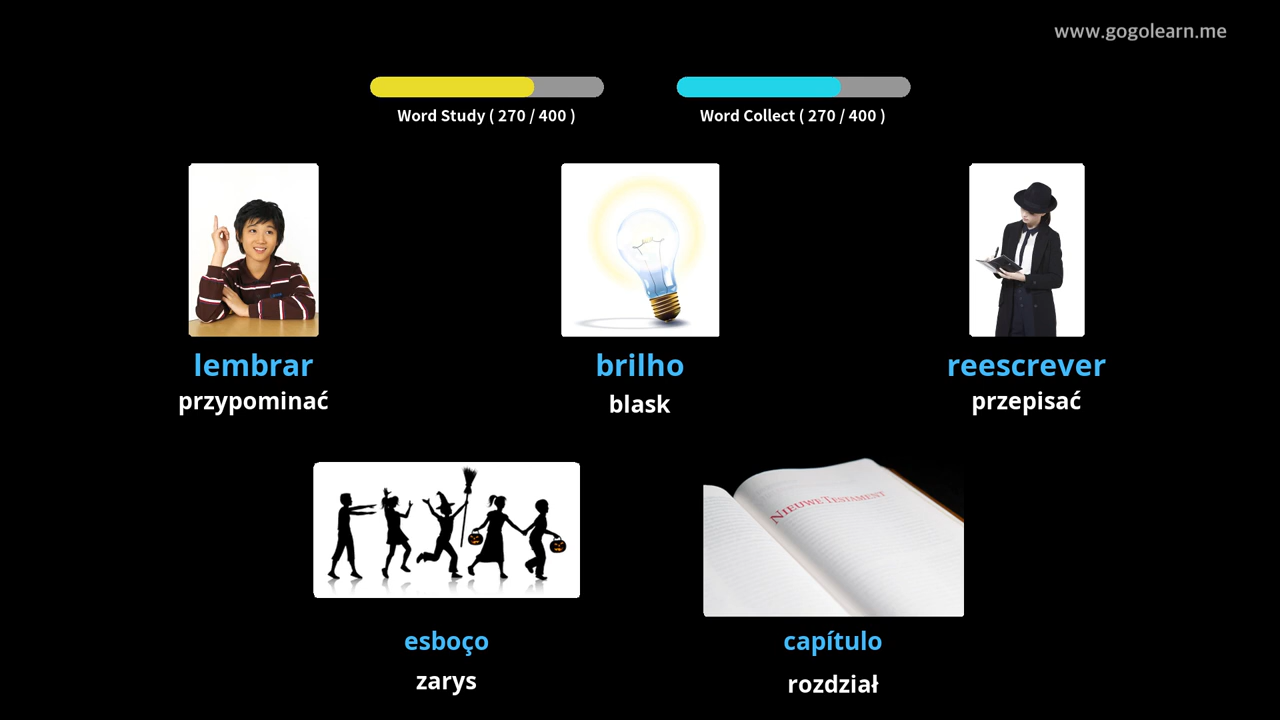 www.gogolearn.me
Word Study ( 270 / 400 )
Word Collect ( 270 / 400 )
lembrar
przypominać
brilho
blask
reescrever
przepisać
NIEUWE TESTAMENT
esboço
zarys
capítulo
rozdział